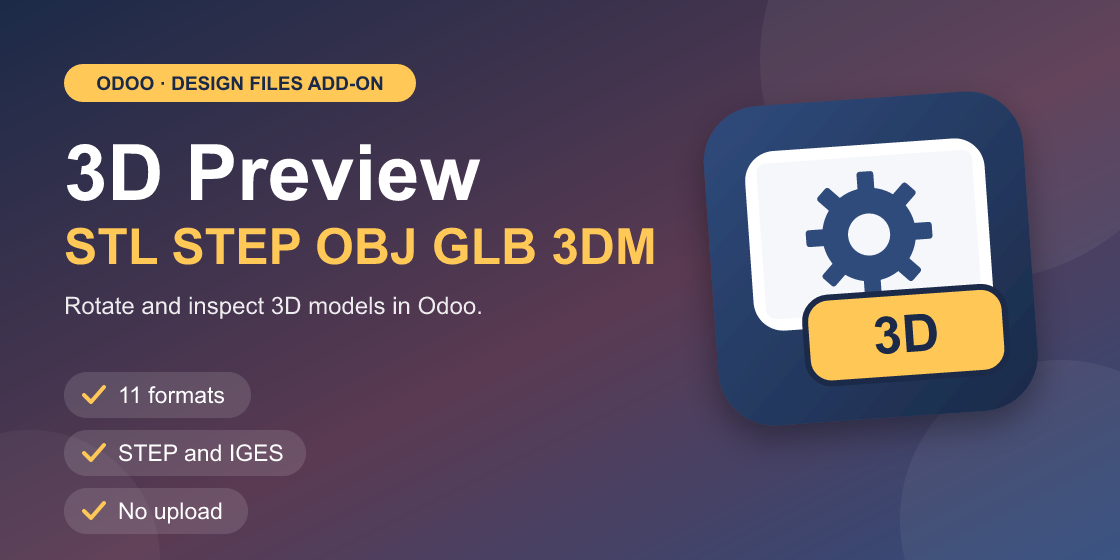 ODOO · DESIGN FILES ADD-ON
3D Preview
STL STEP OBJ GLB 3DM
Rotate and inspect 3D models in Odoo.
11 formats
STEP and IGES
No upload
3D